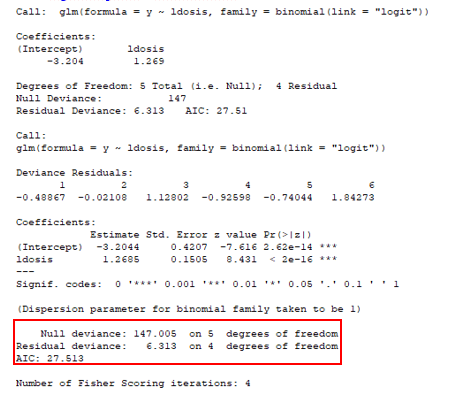 Call:  glm(formula = y ~ ldosis, family = binomial(link = "logit"))
Coefficients:
(Intercept)       ldosis
     -3.204        1.269
Degrees of Freedom: 5 Total (i.e. Null);  4 Residual
Null Deviance:      147
Residual Deviance: 6.313   AIC: 27.51
Call:
glm(formula = y ~ ldosis, family = binomial(link = "logit"))
Deviance Residuals:
       1         2         3         4         5         6
-0.48867  -0.02108   1.12802  -0.92598  -0.74044   1.84273
Coefficients:
            Estimate Std. Error z value Pr(>|z|)
(Intercept)  -3.2044     0.4207  -7.616 2.62e-14 ***
ldosis        1.2685     0.1505   8.431  < 2e-16 ***
---
Signif. codes:  0 '***' 0.001 '**' 0.01 '*' 0.05 '.' 0.1 ' ' 1
(Dispersion parameter for binomial family taken to be 1)
    Null deviance: 147.005  on 5  degrees of freedom
Residual deviance:   6.313  on 4  degrees of freedom
AIC: 27.513
Number of Fisher Scoring iterations: 4